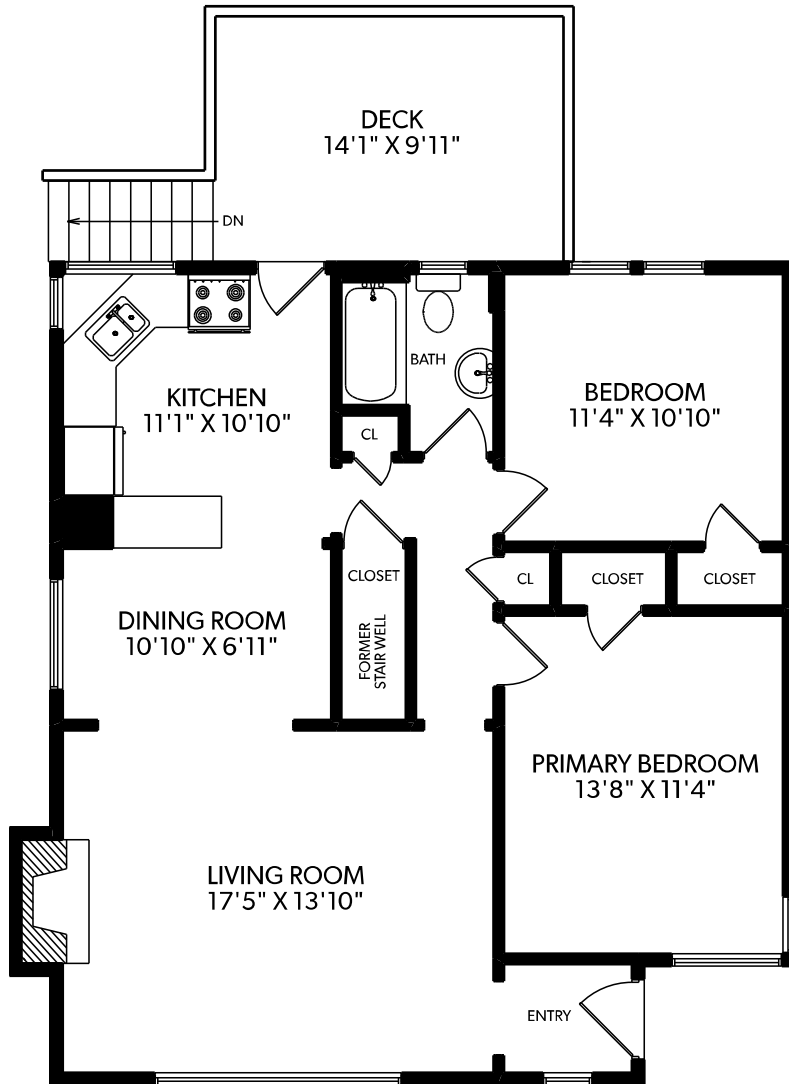 DECK
14'1" X 9'11"
DN
KITCHEN
11'1" X 10'10"
BATH
CL
BEDROOM
11'4" X 10'10"
CLOSET
FORMER
STAIR WELL
CL
CLOSET
CLOSET
DINING ROOM
10'10" X 6'11"
PRIMARY BEDROOM
13'8" X 11'4"
LIVING ROOM
17'5" X 13'10"
ENTRY